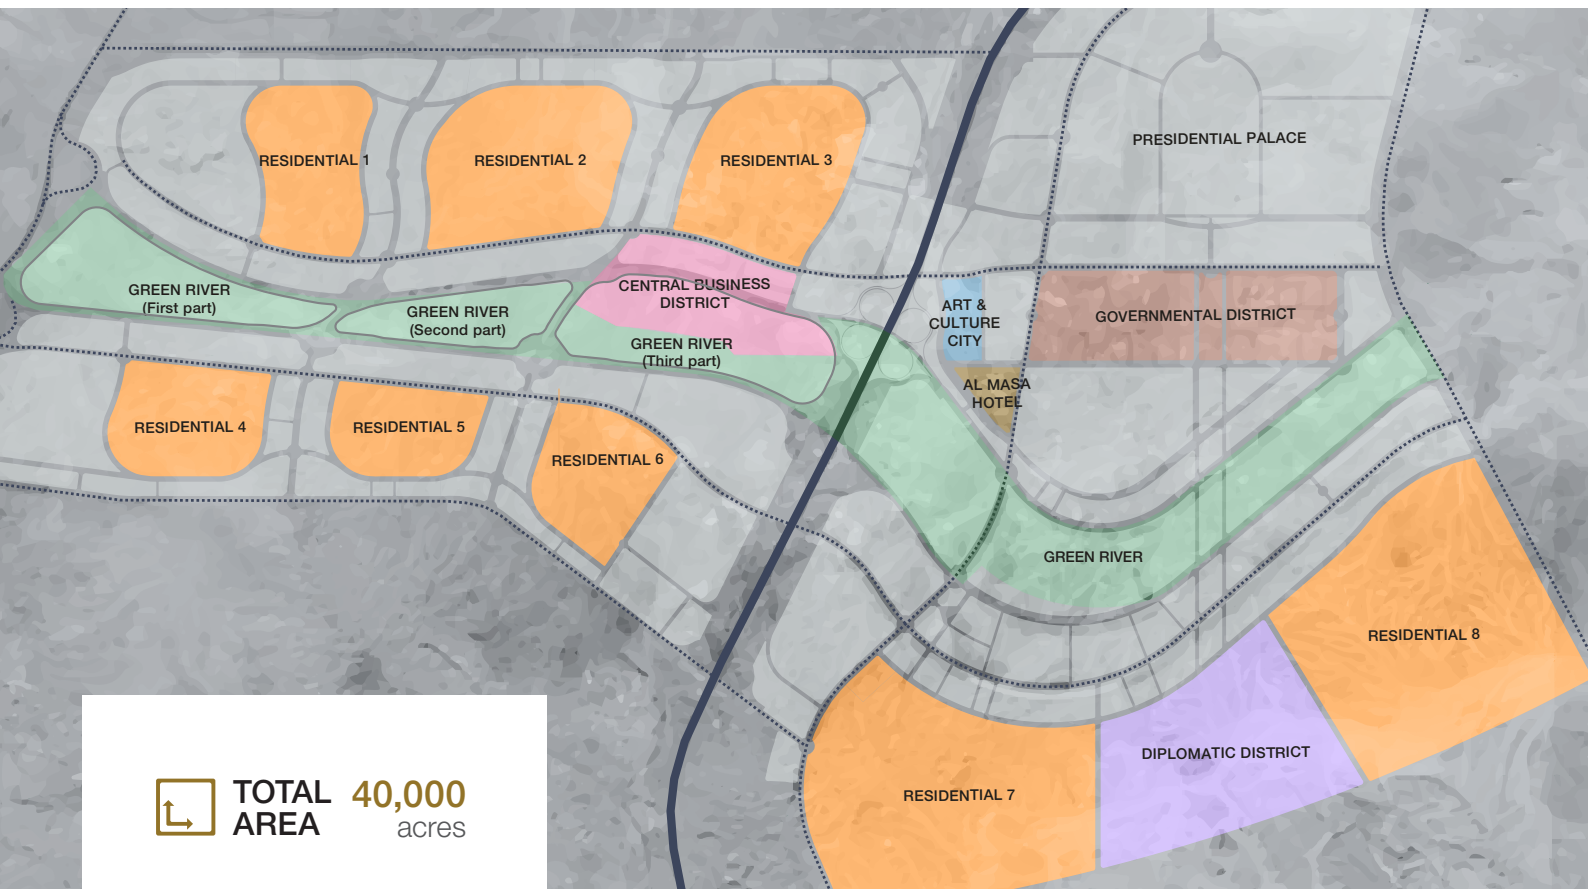 PRESIDENTIAL PALACE
RESIDENTIAL 1
RESIDENTIAL 2
RESIDENTIAL 3
GREEN RIVER
(First part)
GREEN RIVER
(Second part)
CENTRAL BUSINESS
DISTRICT
GREEN RIVER
(Third part)
ART &
CULTURE
CITY
GOVERNMENTAL DISTRICT
AL MASA
HOTEL
RESIDENTIAL 4
RESIDENTIAL 5
RESIDENTIAL 6
GREEN RIVER
RESIDENTIAL 8
DIPLOMATIC DISTRICT
RESIDENTIAL 7
TOTAL 40,000
AREA acres